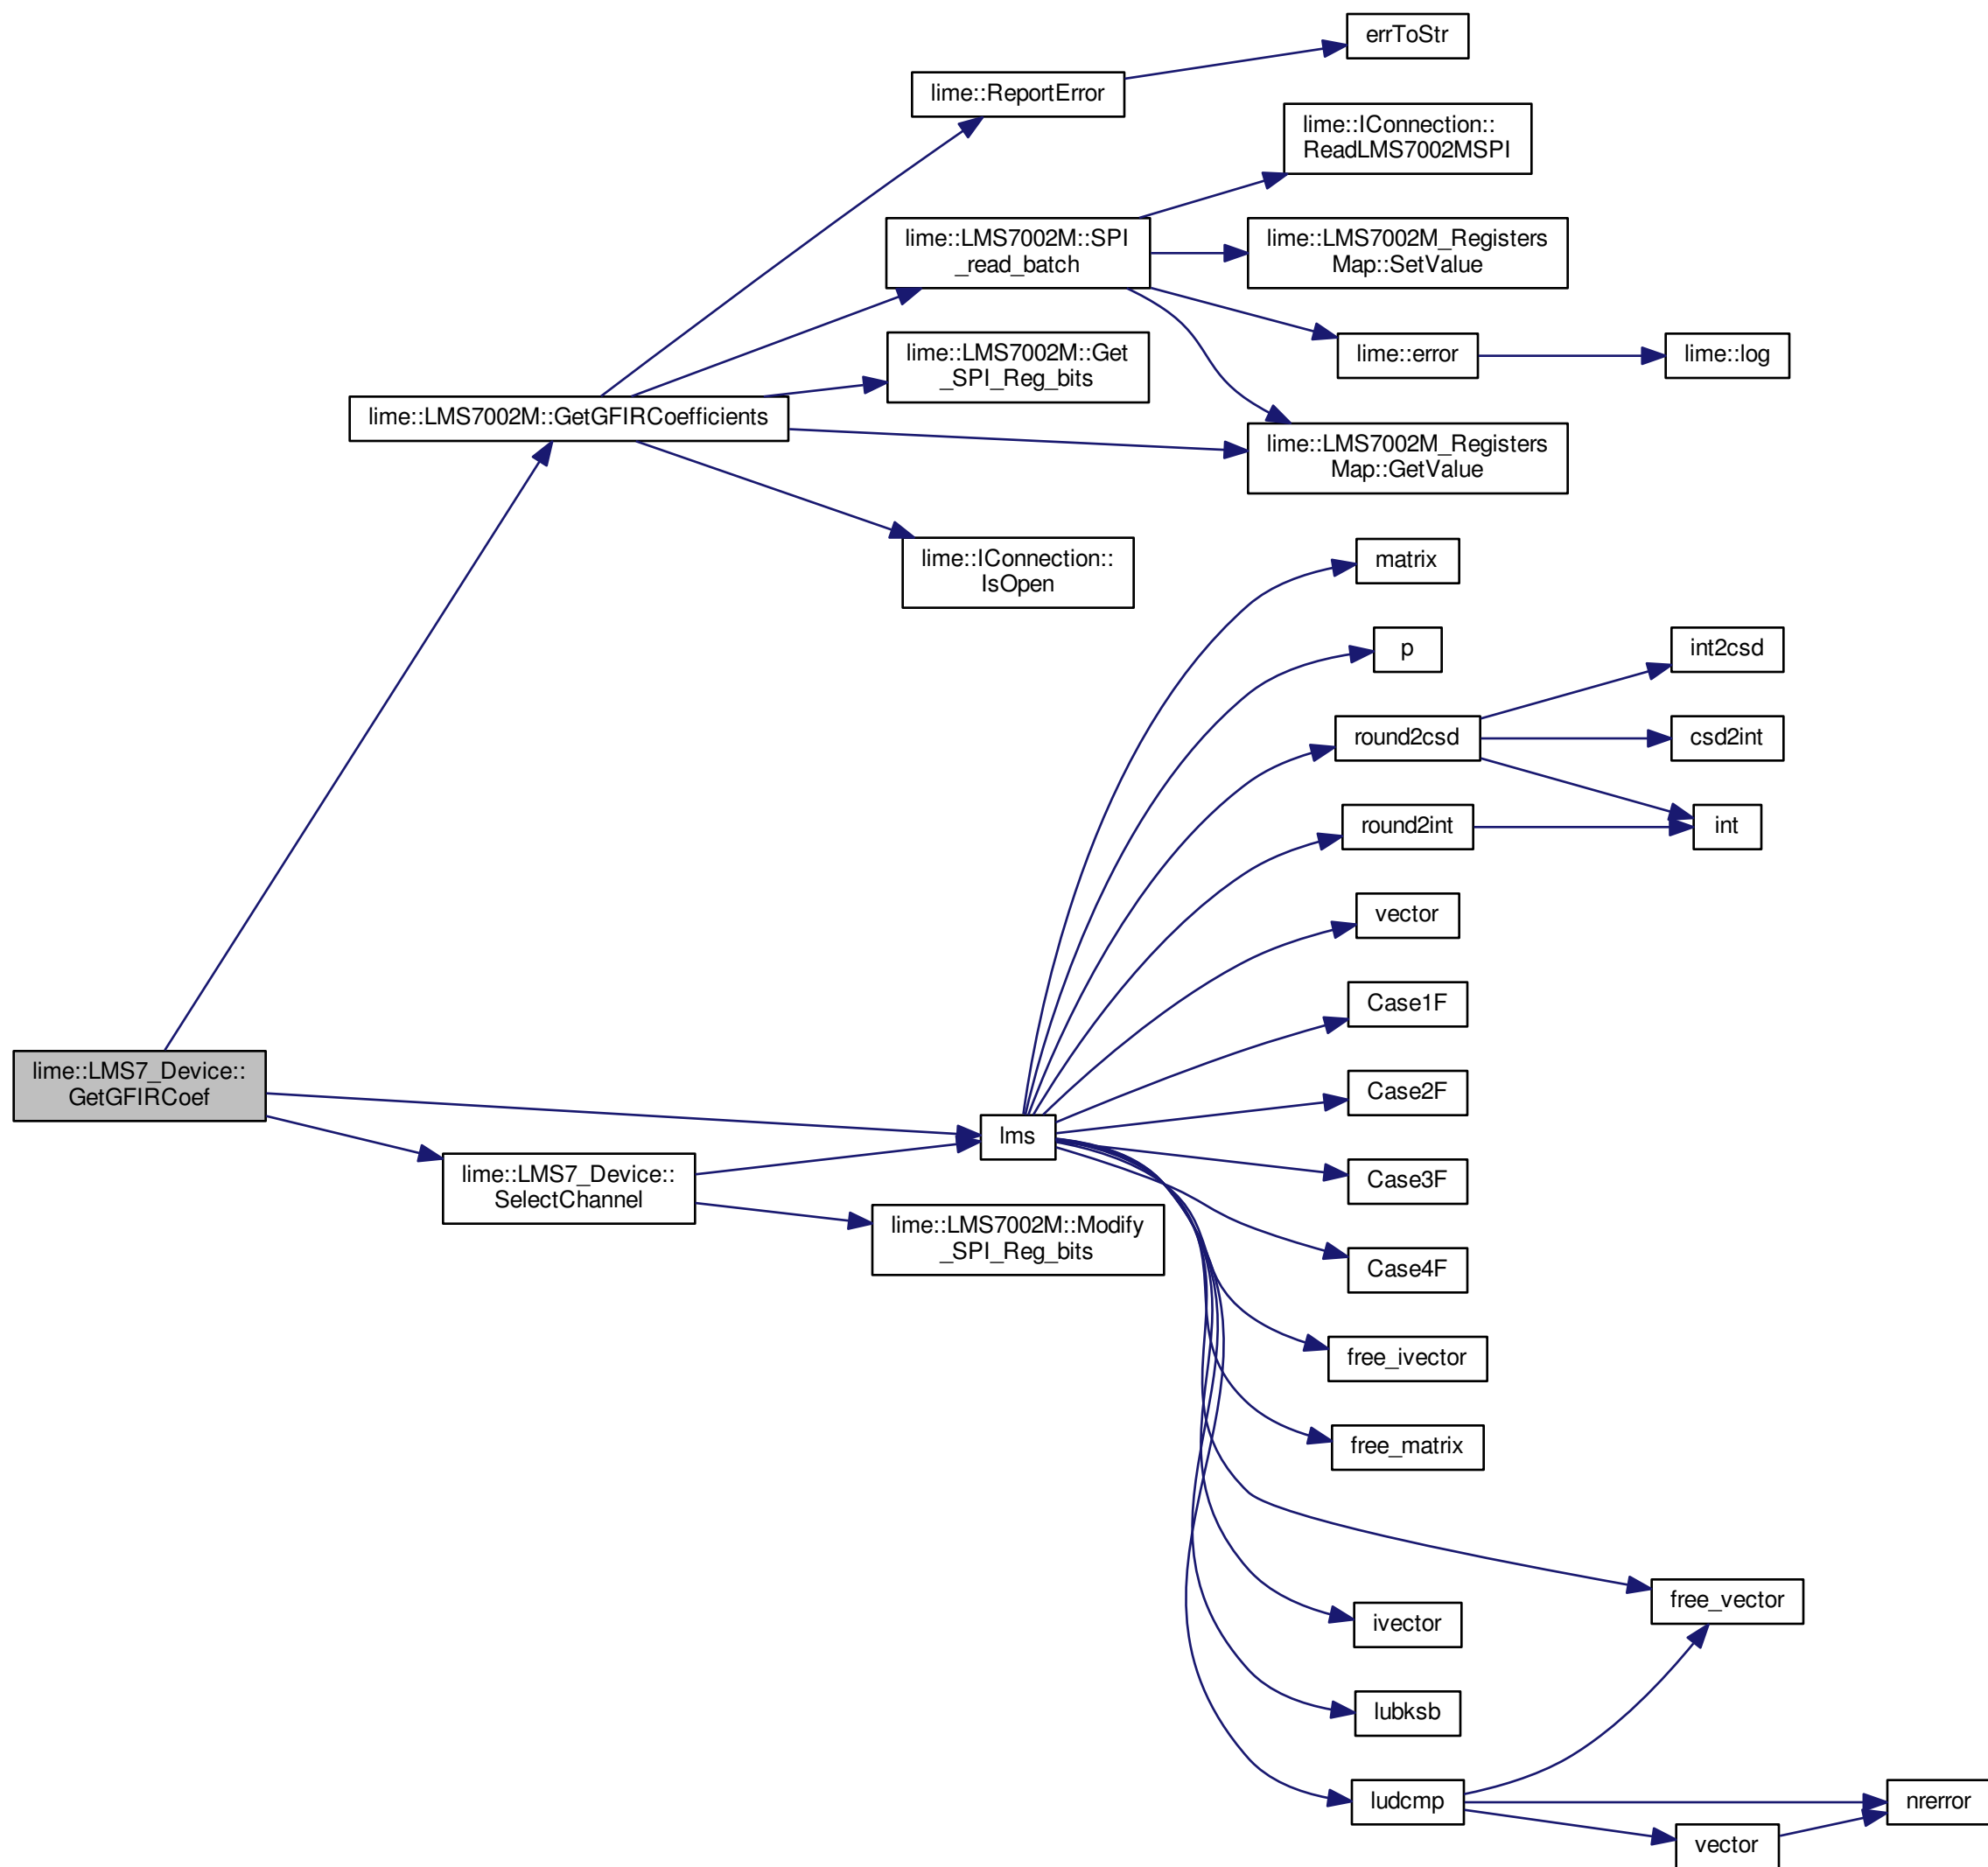 errToStr
lime::ReportError
lime::IConnection::
ReadLMS7002MSPI
lime::LMS7002M::SPI
_read_batch
lime::LMS7002M_Registers
Map::SetValue
lime::error
lime::log
lime::LMS7002M::Get
_SPI_Reg_bits
lime::LMS7002M::GetGFIRCoefficients
lime::LMS7002M_Registers
Map::GetValue
lime::IConnection::
IsOpen
matrix
p
int2csd
round2csd
csd2int
round2int
int
vector
Case1F
lime::LMS7_Device::
GetGFIRCoef
Case2F
lms
lime::LMS7_Device::
SelectChannel
Case3F
lime::LMS7002M::Modify
_SPI_Reg_bits
Case4F
free_ivector
free_matrix
free_vector
ivector
lubksb
ludcmp
nrerror
vector